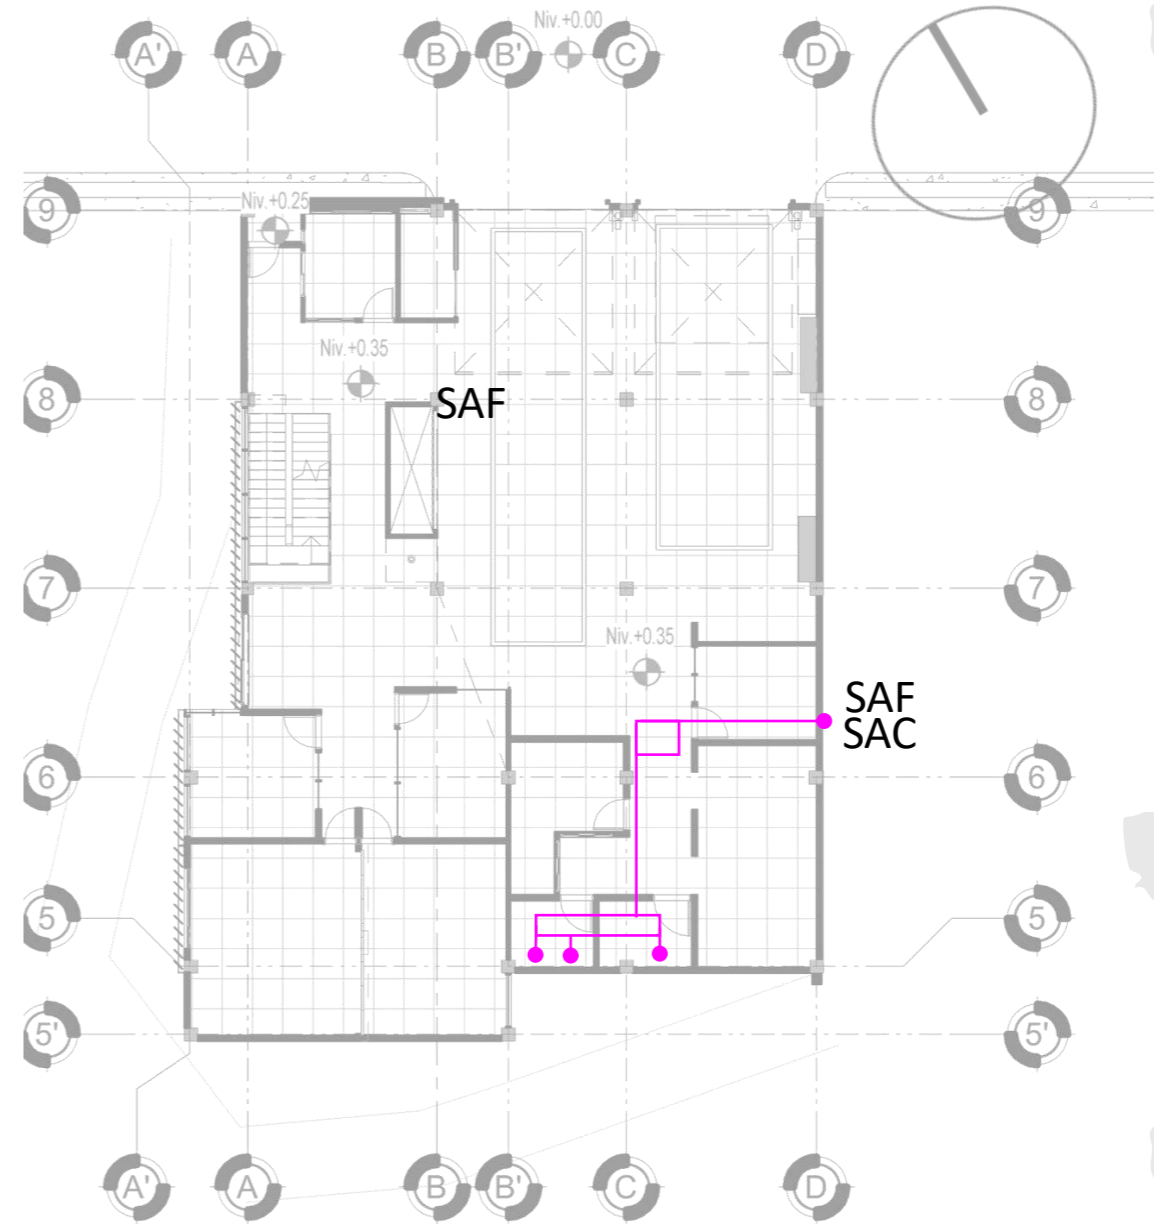 Niv.+0.00
A' A B B' C D
9 9
Niv.+0.25
Niv.+0.35
8 SAF 8
7 7
Niv.+0.35
SAF
SAC
6 6
5 5
5' 5'
A' A B B' C D